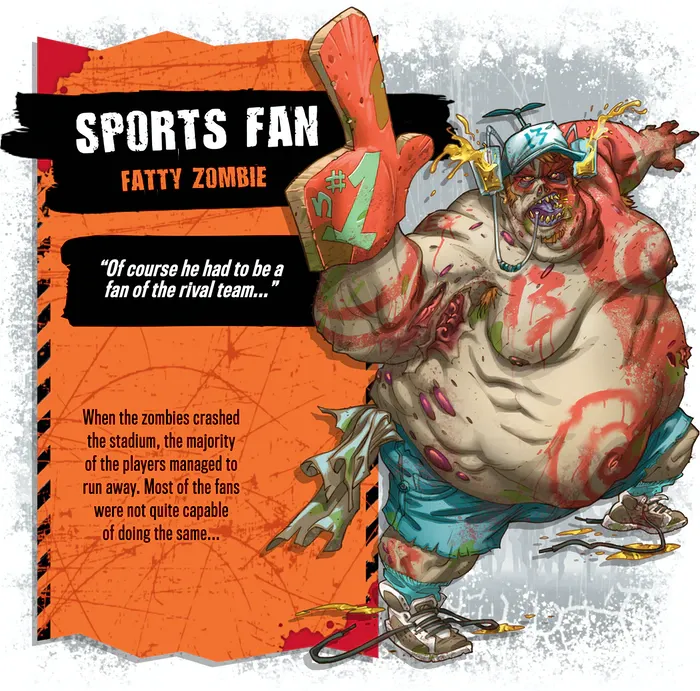 SPORTS FAN
FATTY ZOMBIE
“Of course he had to be a
fan of the rival team...”
When the zombies crashed
the stadium, the majority
of the players managed to
run away. Most of the fans
were not quite capable
of doing the same...
13
#1
13
13